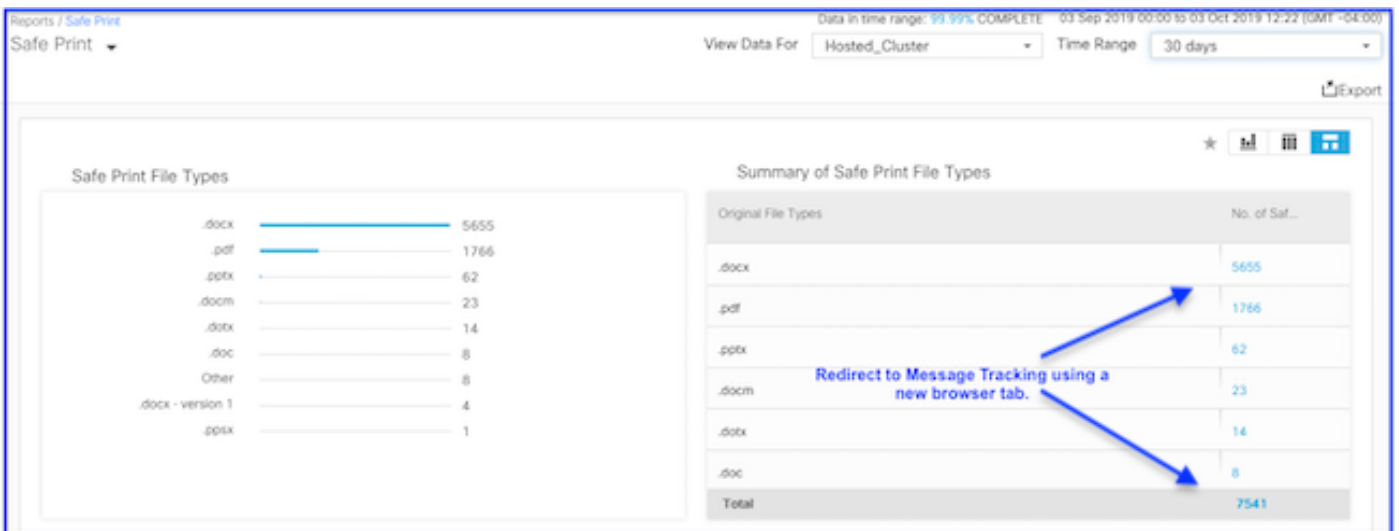 Reports / Safe Print
Data in time range: 99.99% COMPLETE 03 Sep 2019 00:00 to 03 Oct 2019 12:22 (GMT -04:00)
Safe Print
View Data For Hosted_Cluster Time Range 30 days
Export
Safe Print File Types
.docx 5655
.pdf 1766
.pptx 62
.docm 23
.dotx 14
.doc 8
Other 8
.docx - version 1 4
.ppsx 1
Summary of Safe Print File Types
Original File Types No. of Saf...
.docx 5655
.pdf 1766
.pptx 62
Redirect to Message Tracking using a
new browser tab.
.docm 23
.dotx 14
.doc 8
Total 7541